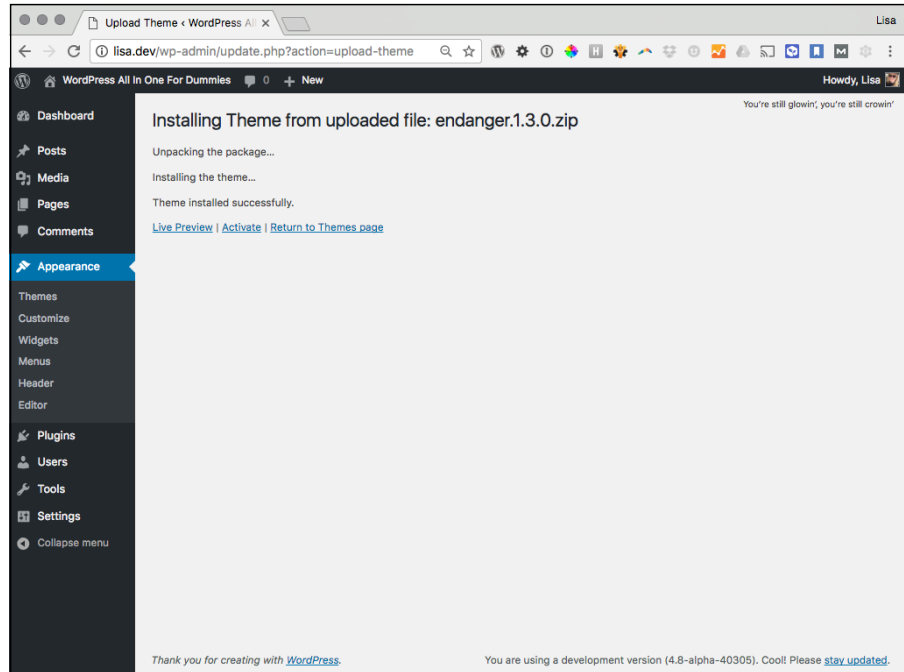 Upload Theme ‹ WordPress All
Lisa
lisa.dev/wp-admin/update.php?action=upload-theme
WordPress All In One For Dummies 0 + New
Howdy, Lisa
You're still glowin', you're still crowin'
Dashboard
Posts
Media
Pages
Comments
Appearance
Themes
Customize
Widgets
Menus
Header
Editor
Plugins
Users
Tools
Settings
Collapse menu
Installing Theme from uploaded file: endanger.1.3.0.zip
Unpacking the package...
Installing the theme...
Theme installed successfully.
Live Preview | Activate | Return to Themes page
Thank you for creating with WordPress.
You are using a development version (4.8-alpha-40305). Cool! Please stay updated.